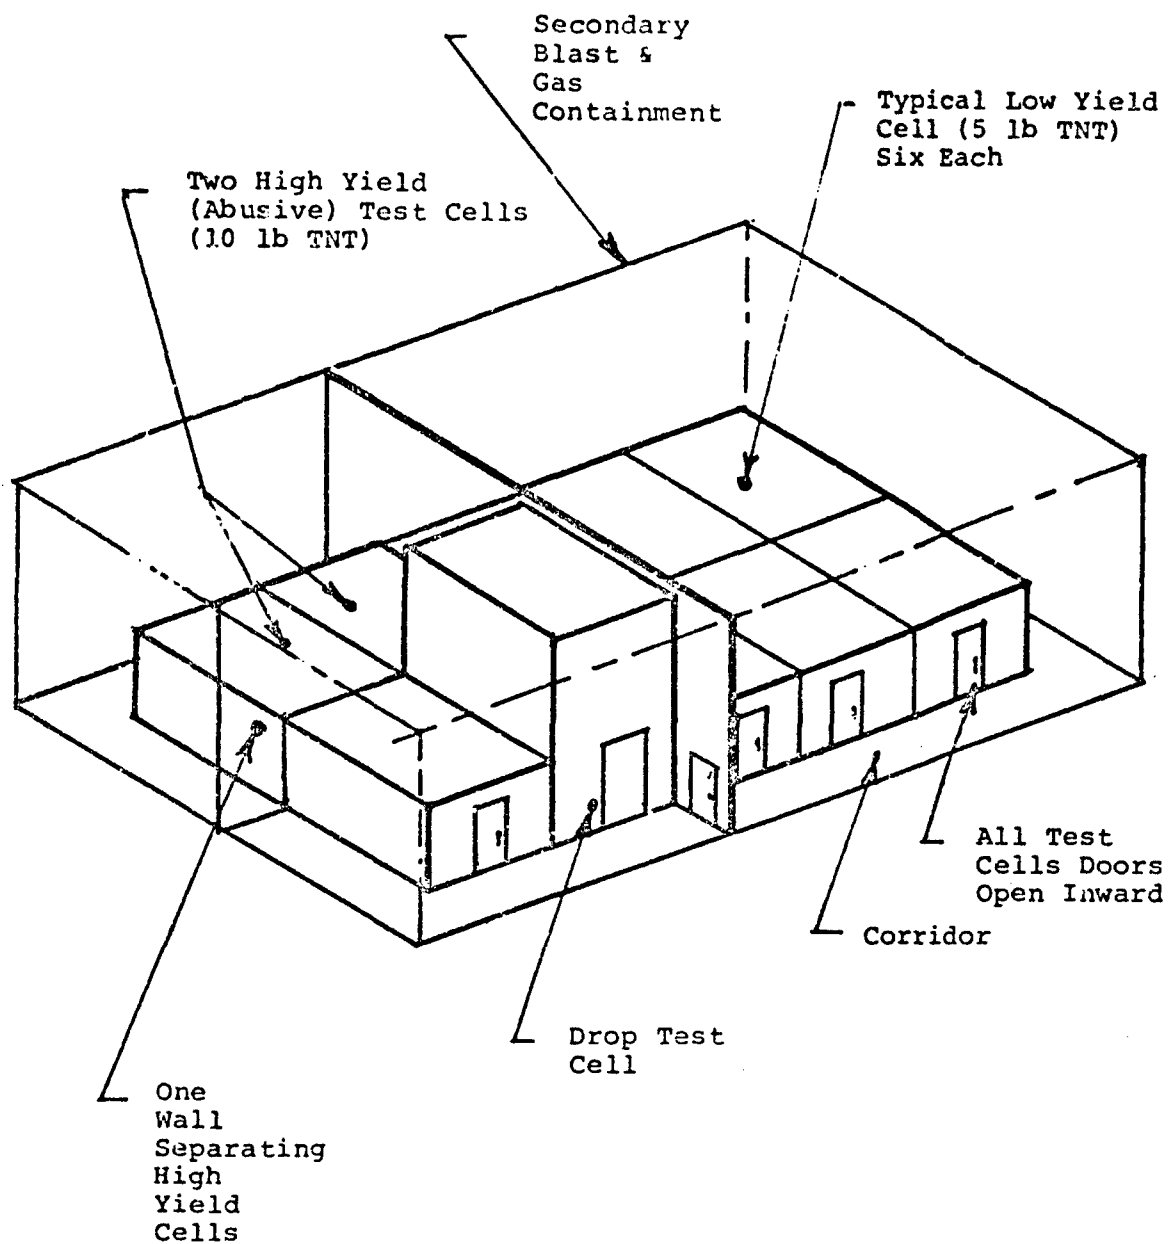 Secondary
Blast &
Gas
Containment
Typical Low Yield
Cell (5 lb TNT)
Six Each
Two High Yield
(Abusive) Test Cells
(10 lb TNT)
All Test
Cells Doors
Open Inward
Corridor
Drop Test
Cell
One
Wall
Separating
High
Yield
Cells